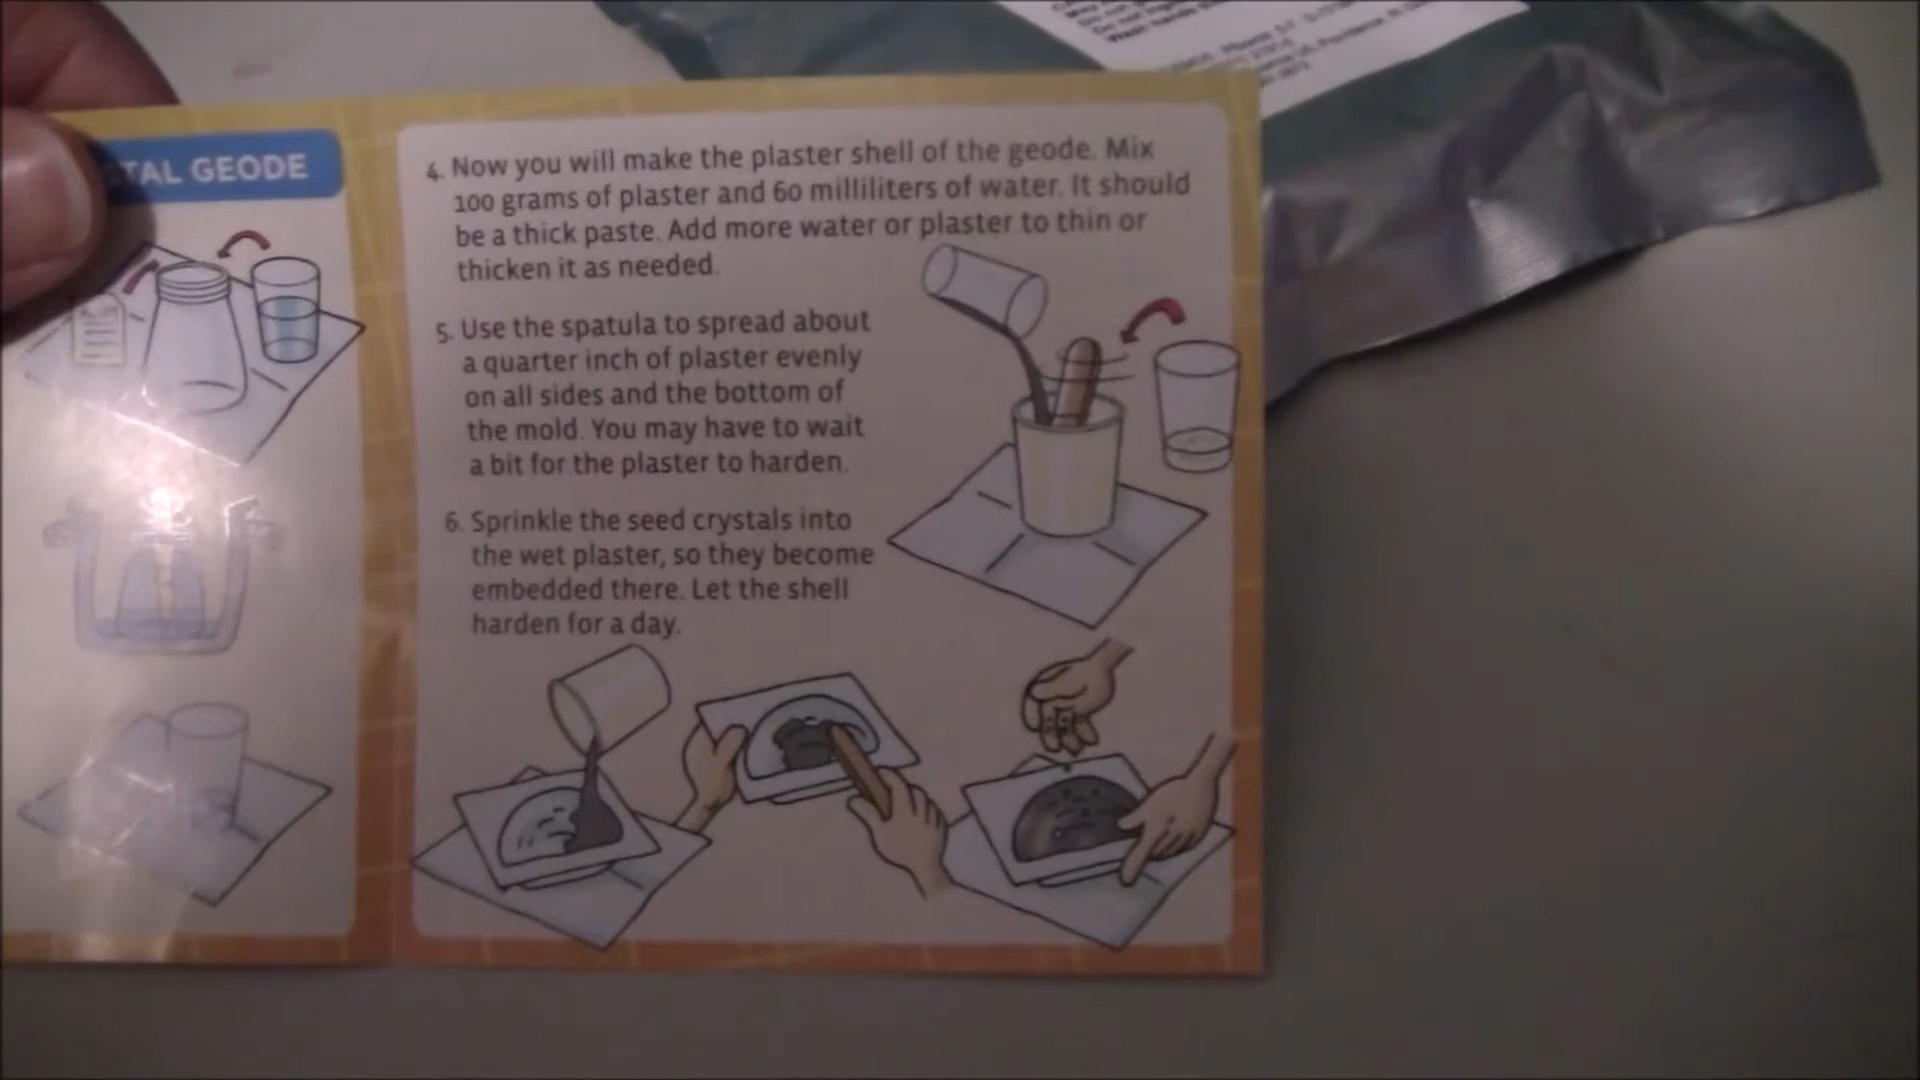 TAL GEODE
4. Now you will make the plaster shell of the geode. Mix
100 grams of plaster and 60 milliliters of water. It should
be a thick paste. Add more water or plaster to thin or
thicken it as needed.
5. Use the spatula to spread about
a quarter inch of plaster evenly
on all sides and the bottom of
the mold. You may have to wait
a bit for the plaster to harden.
6. Sprinkle the seed crystals into
the wet plaster, so they become
embedded there. Let the shell
harden for a day.